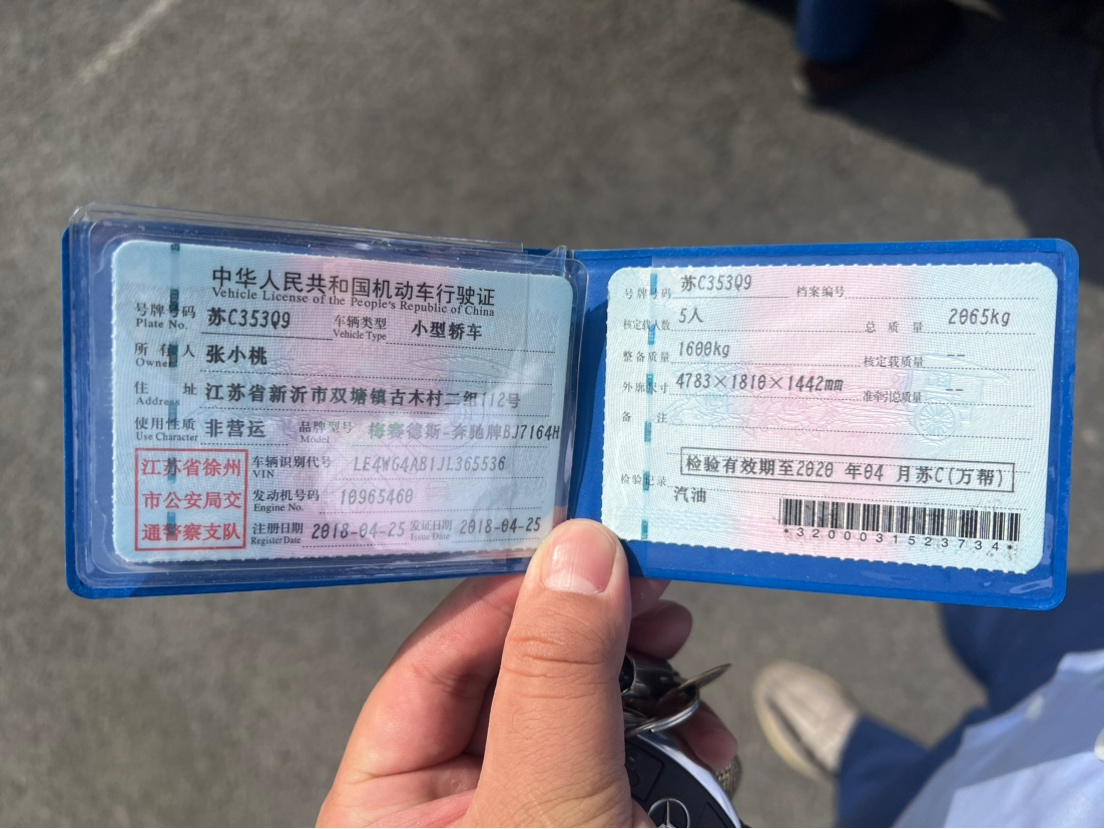 中华人民共和国机动车行驶证
Vehicle License of the People's Republic of China
号牌号码 苏C353Q9 车辆类型 小型轿车
Plate No. Vehicle Type
所有人 张小桃
Owner
住址 江苏省新沂市双塘镇古木村二组112号
使用性质 非营运 品牌型号 梅赛德斯-奔驰牌BJ7164H
Use Character Model
江苏省徐州
市公安局交
通警察支队
车辆识别代号 LE4WG4AB1JL365536
VIN
发动机号码 10965460
Engine No.
注册日期 2018-04-25 发证日期 2018-04-25
Register Date Issue Date
号牌号码 苏C353Q9 档案编号
核定载人数 5人 总质量 2065kg
整备质量 1600kg 核定载质量 --
外廓尺寸 4783×1810×1442mm 准牵引总质量 --
备注
检验有效期至2020 年04 月苏C(万帮)
检验记录
汽油
*3200031523734*